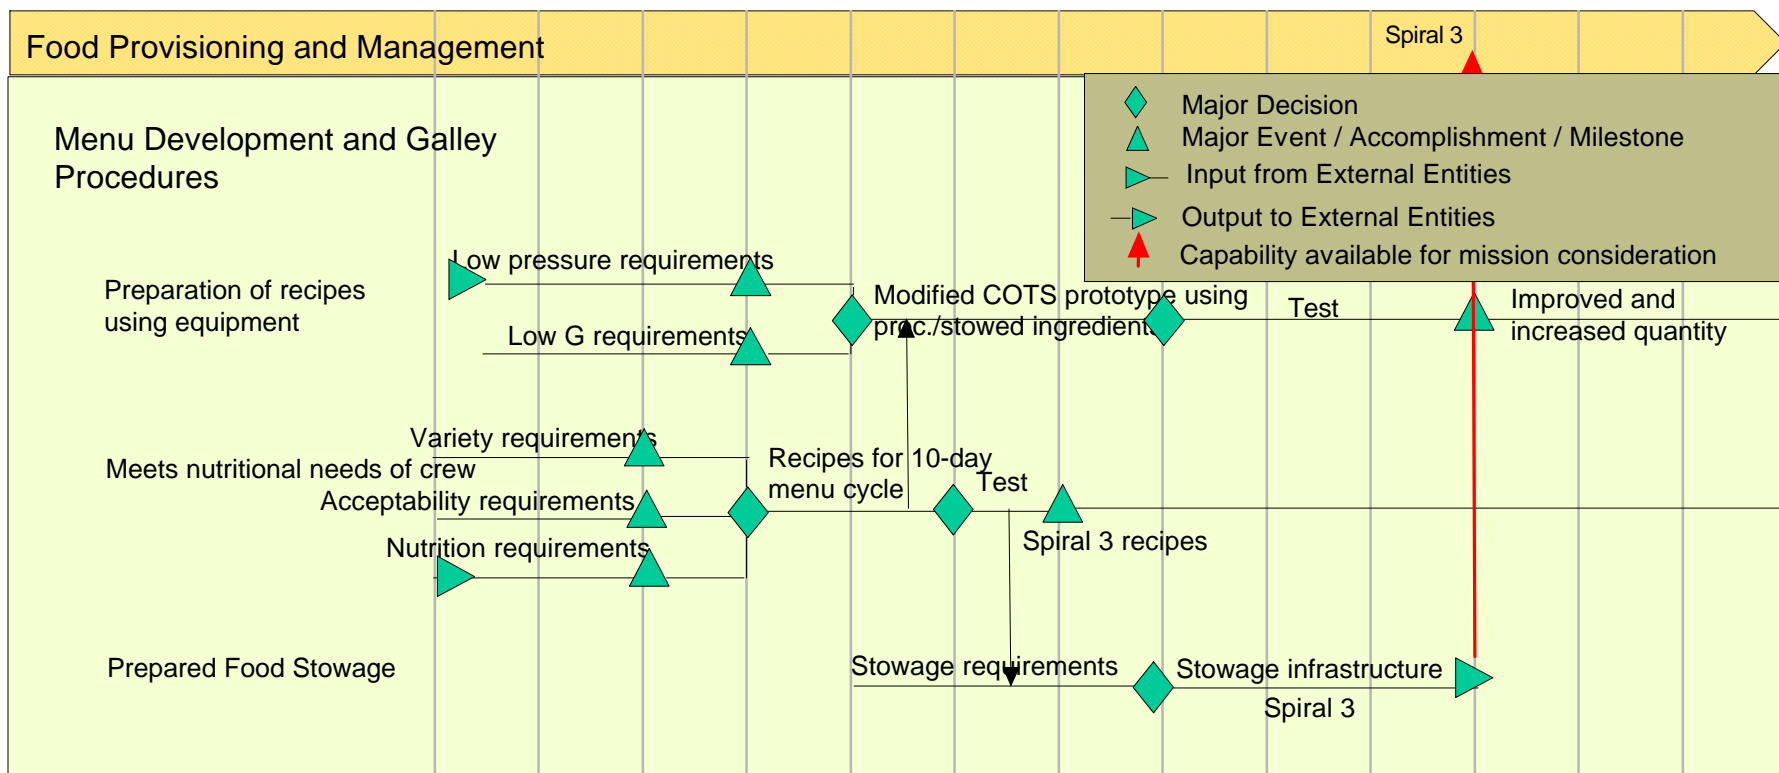 Food Provisioning and Management
Spiral 3
Major Decision
Major Event / Accomplishment / Milestone
Input from External Entities
Output to External Entities
Capability available for mission consideration
Menu Development and Galley
Procedures
Low pressure requirements
Preparation of recipes
using equipment
Low G requirements
Modified COTS prototype using
proc./stowed ingredients
Test
Improved and
increased quantity
Variety requirements
Meets nutritional needs of crew
Acceptability requirements
Nutrition requirements
Recipes for 10-day
menu cycle
Test
Spiral 3 recipes
Prepared Food Stowage
Stowage requirements
Stowage infrastructure
Spiral 3